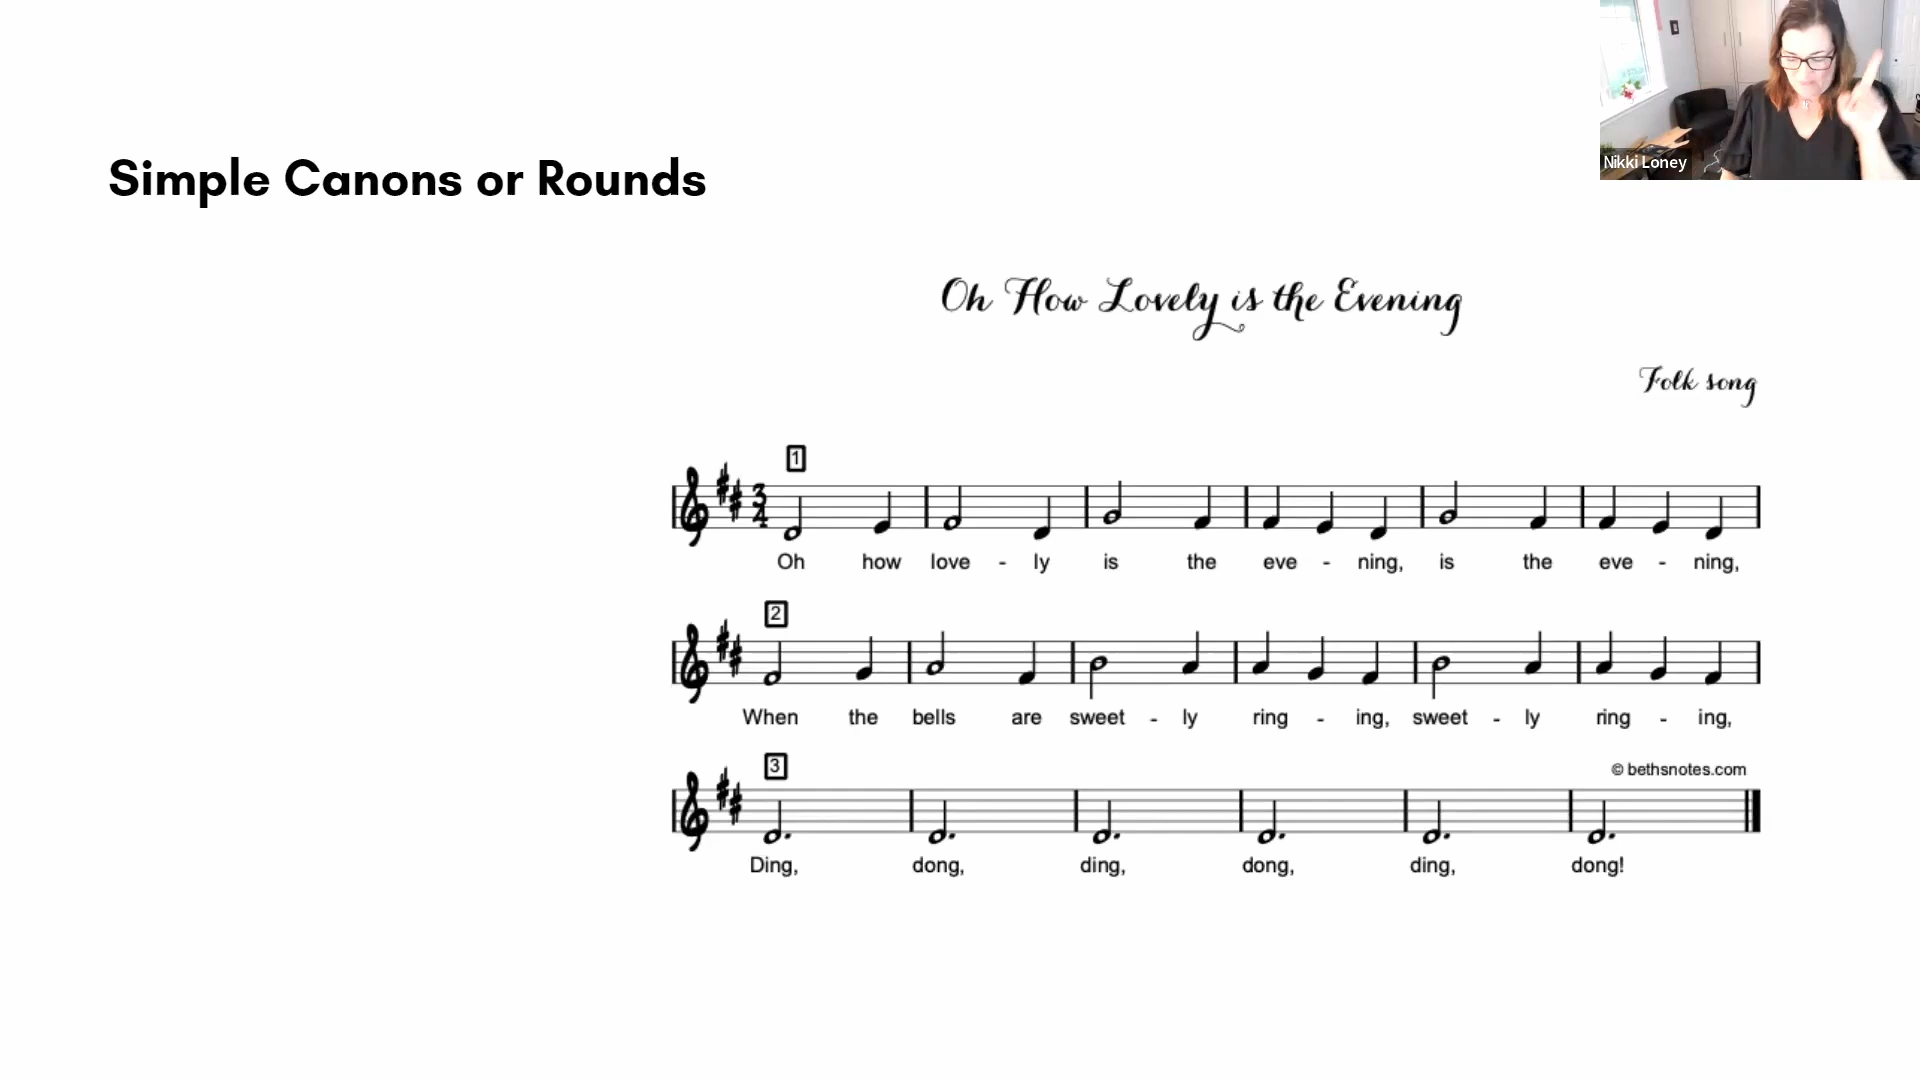 Nikki Loney
Simple Canons or Rounds
Oh How Lovely is the Evening
Folk song
1
3
4
Oh how love - ly is the eve - ning, is the eve - ning,
2
When the bells are sweet - ly ring - ing, sweet - ly ring - ing,
3
© bethsnotes.com
Ding, dong, ding, dong, ding, dong!